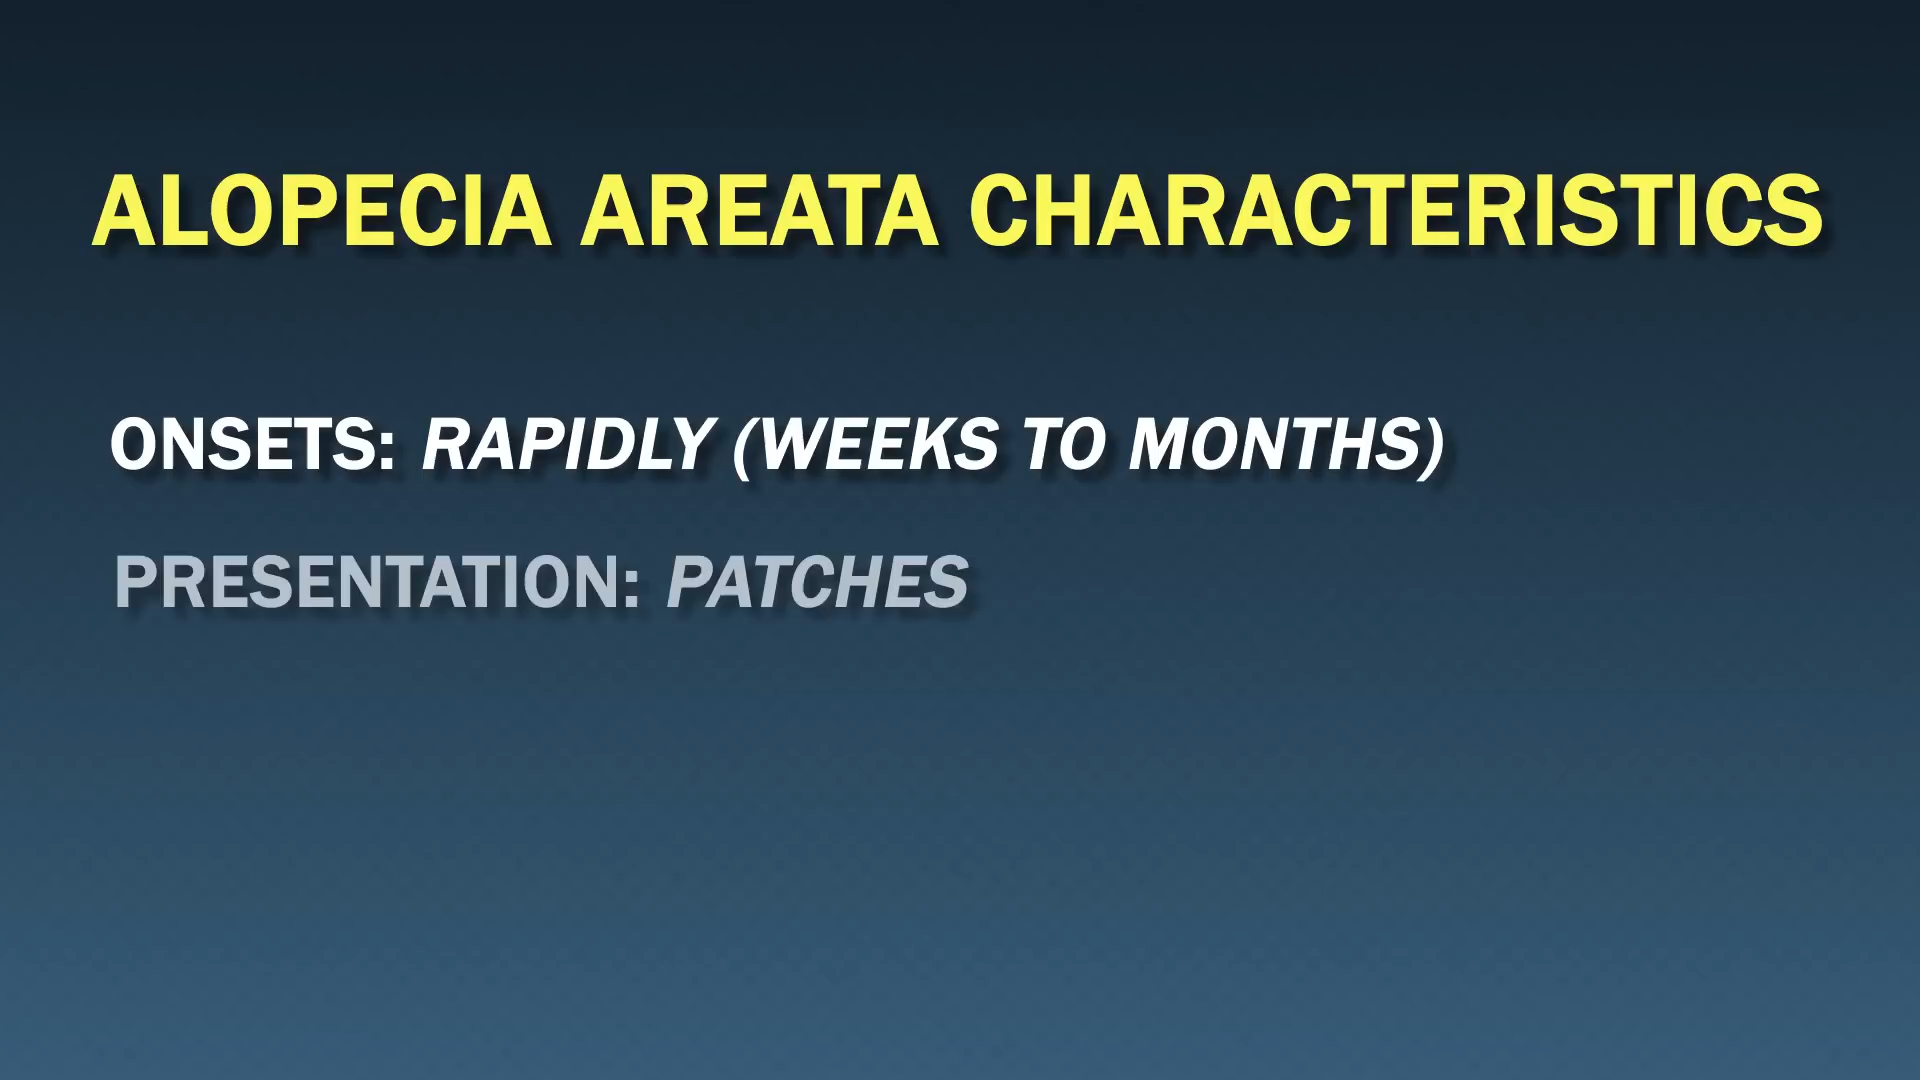 ALOPECIA AREATA CHARACTERISTICS
ONSETS: RAPIDLY (WEEKS TO MONTHS)
PRESENTATION: PATCHES